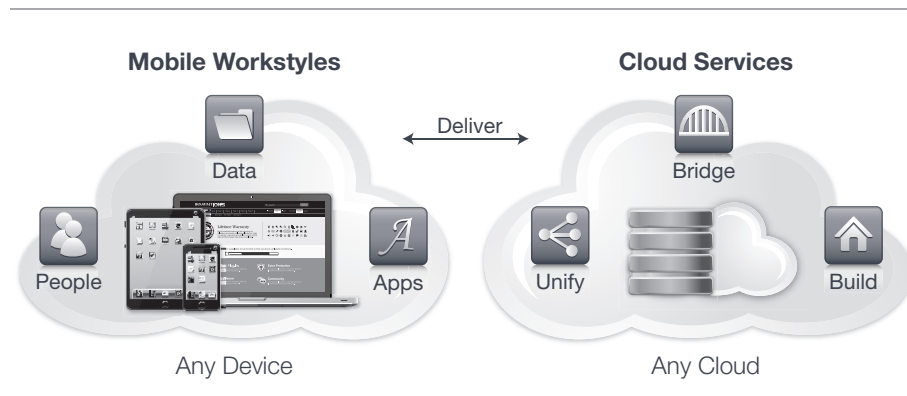 Mobile Workstyles
Cloud Services
Deliver
Data
Bridge
People
Apps
Unify
Build
Any Device
Any Cloud